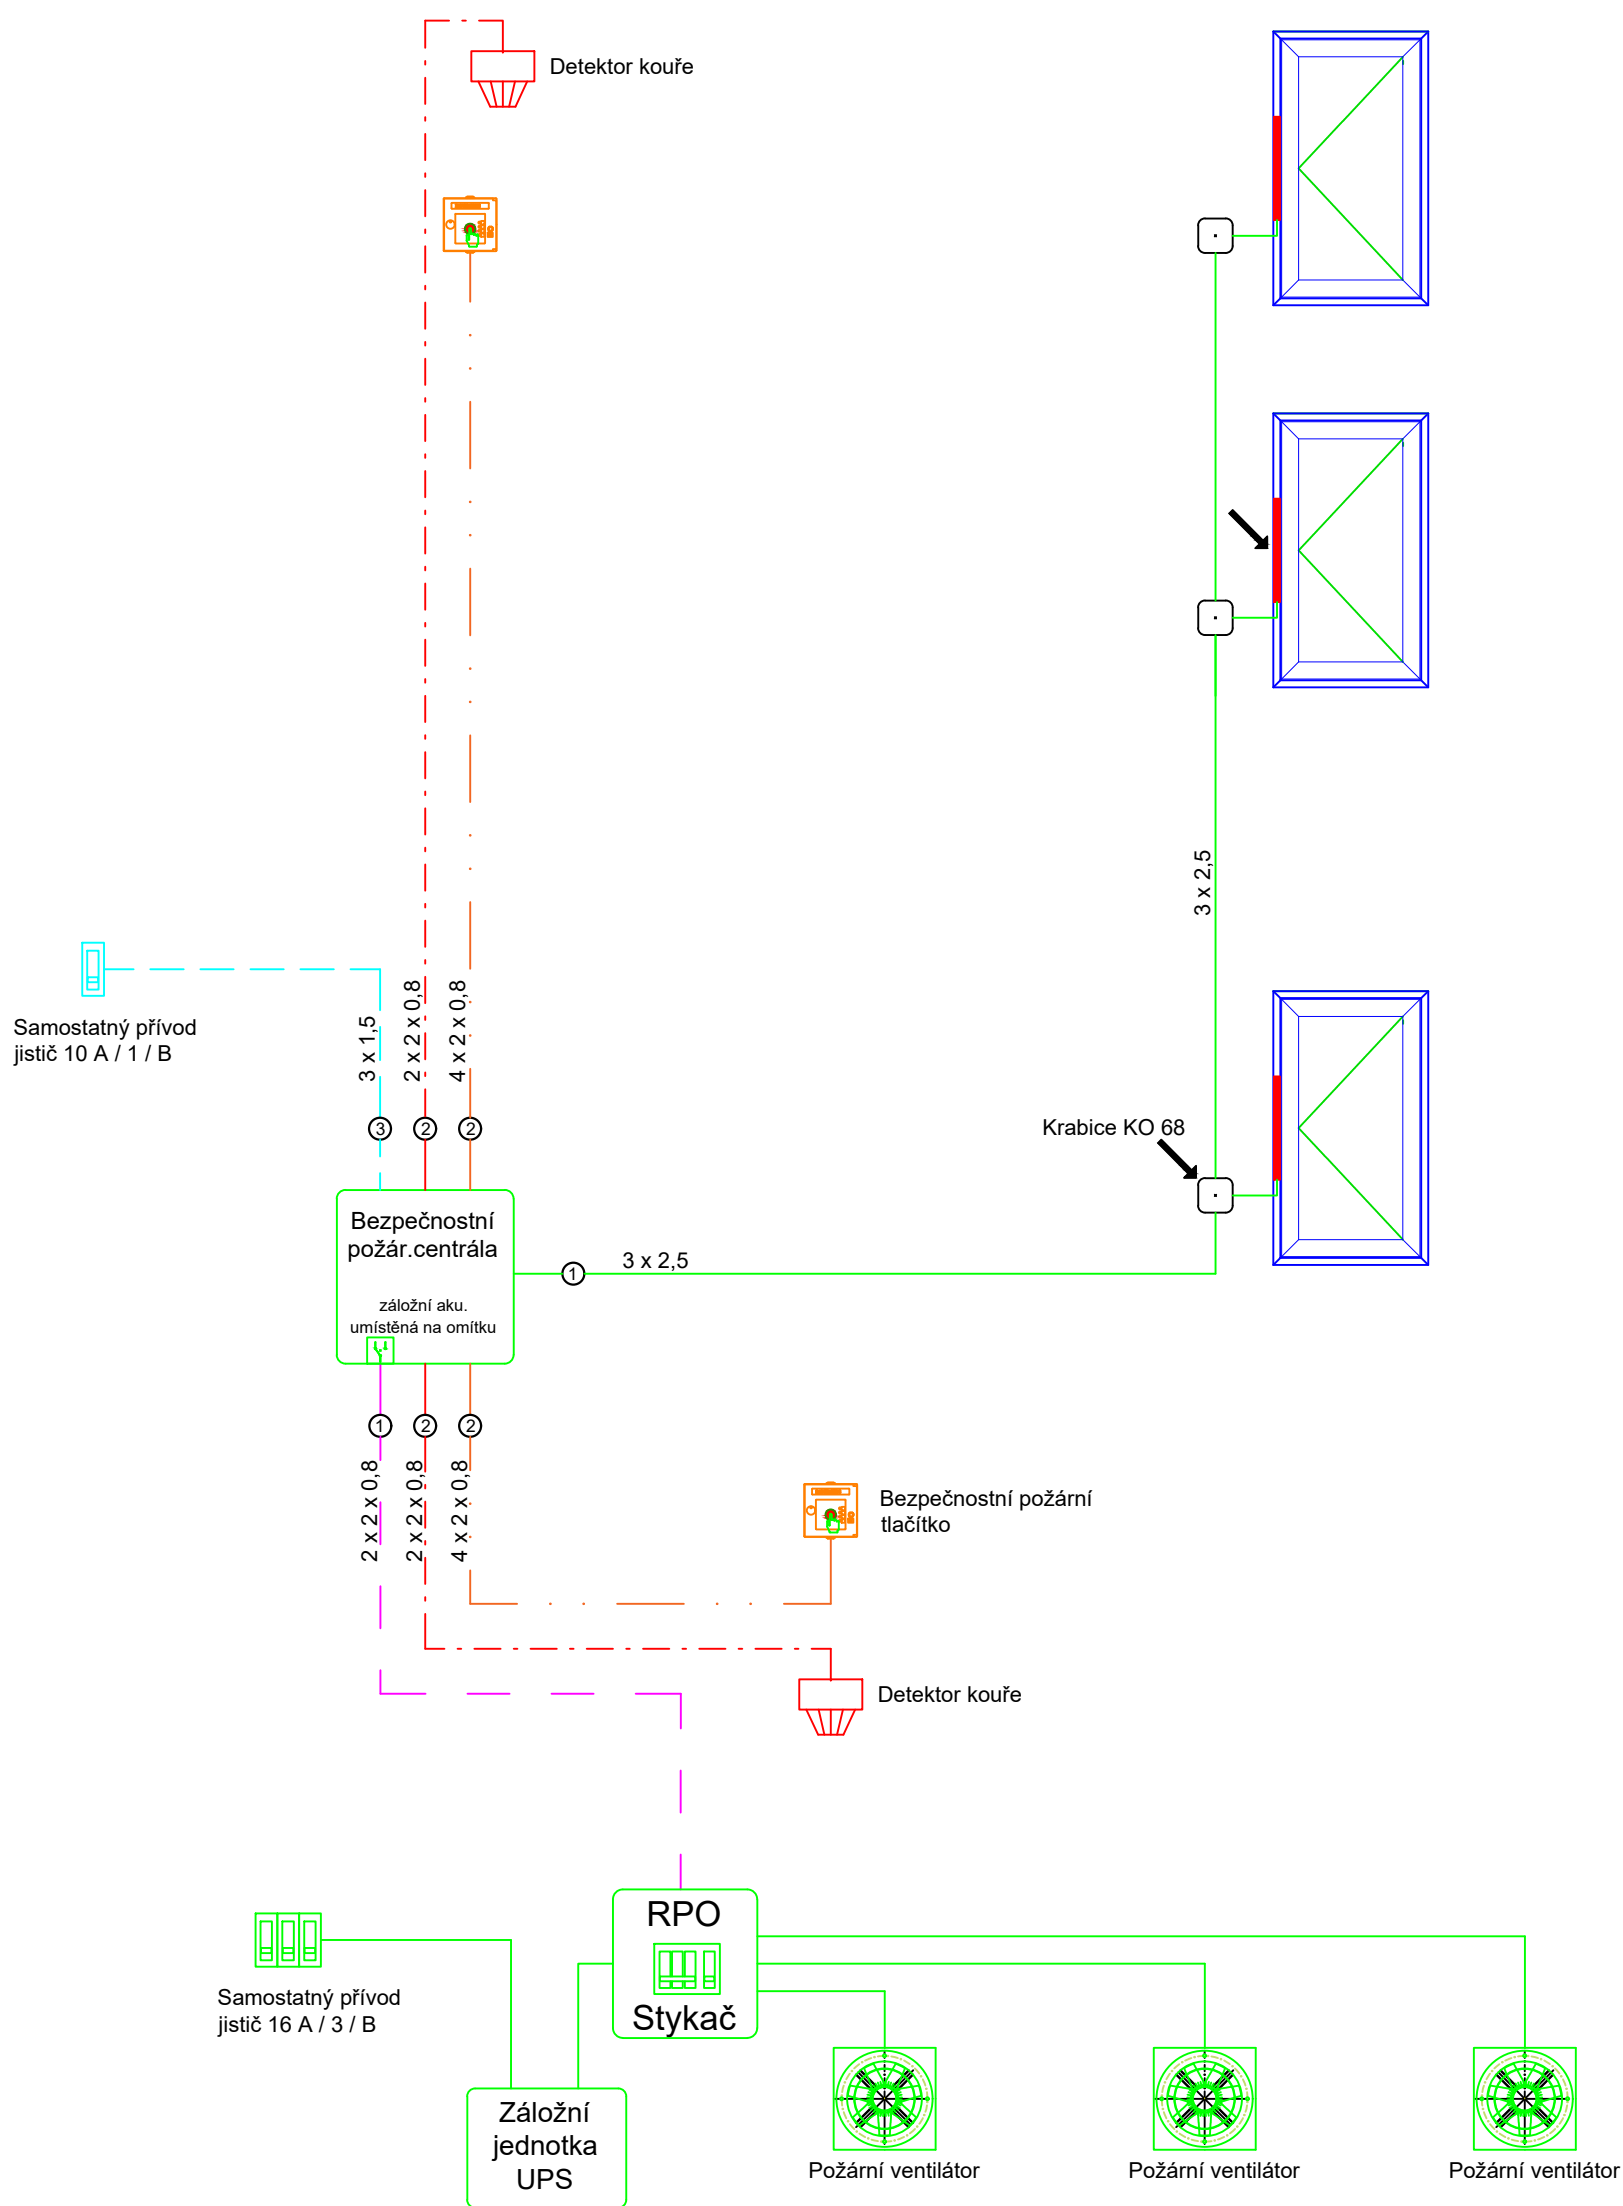 Detektor kouře
3 x 2,5
Samostatný přívod
jistič 10 A / 1 / B
3 x 1,5
2 x 2 x 0,8
4 x 2 x 0,8
3
2
2
Krabice KO 68
Bezpečnostní
požár.centrála
záložní aku.
umístěná na omítku
1
3 x 2,5
1
2
2
2 x 2 x 0,8
2 x 2 x 0,8
4 x 2 x 0,8
Bezpečnostní požární
tlačítko
Detektor kouře
RPO
Stykač
Samostatný přívod
jistič 16 A / 3 / B
Záložní
jednotka
UPS
Požární ventilátor
Požární ventilátor
Požární ventilátor